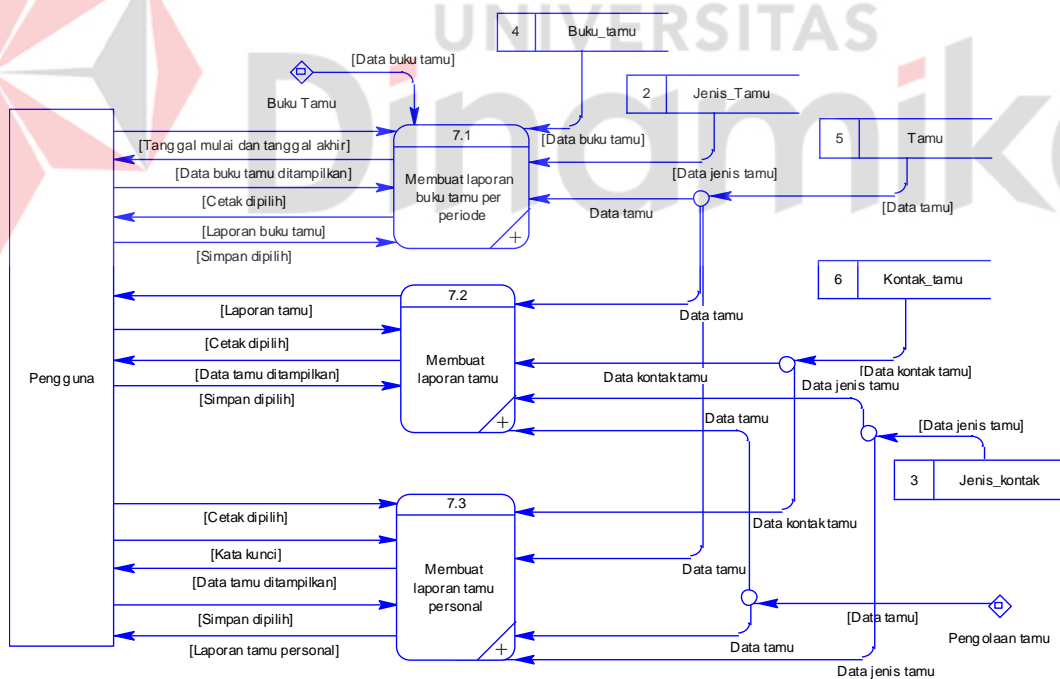 UNIVERSITAS
Dinamika
4 Buku_tamu
[Data buku tamu]
Buku Tamu
2 Jenis_Tamu
5 Tamu
7.1
Membuat laporan
buku tamu per
periode
[Tanggal mulai dan tanggal akhir]
[Data buku tamu ditampilkan]
[Cetak dipilih]
[Laporan buku tamu]
[Simpan dipilih]
[Data buku tamu]
[Data jenis tamu]
Data tamu
[Data tamu]
6 Kontak_tamu
7.2
Membuat
laporan tamu
[Laporan tamu]
[Cetak dipilih]
[Data tamu ditampilkan]
[Simpan dipilih]
Pengguna
Data tamu
Data kontak tamu
[Data kontak tamu]
Data jenis tamu
Data tamu
[Data jenis tamu]
3 Jenis_kontak
7.3
Membuat
laporan tamu
personal
[Cetak dipilih]
[Kata kunci]
[Data tamu ditampilkan]
[Simpan dipilih]
[Laporan tamu personal]
Data kontak tamu
Data tamu
[Data tamu]
Pengolaan tamu
Data tamu
Data jenis tamu